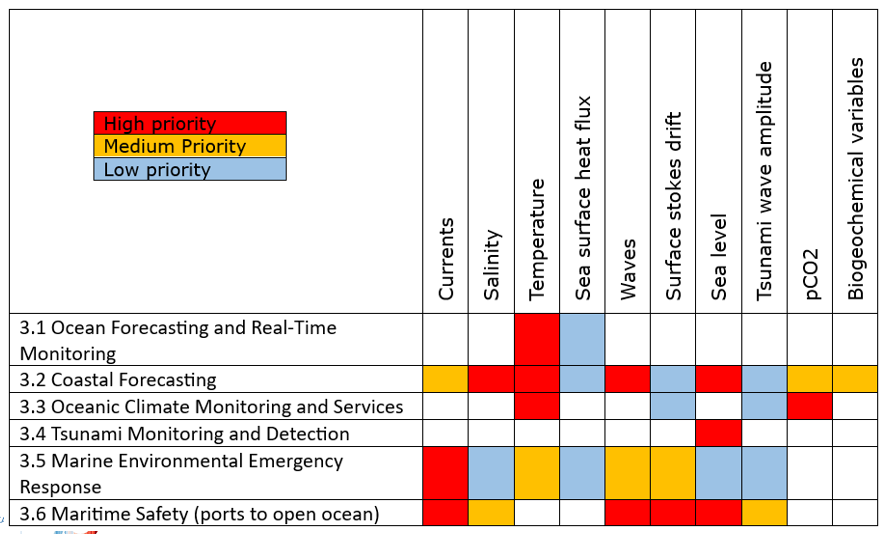 High priority
Medium Priority
Low priority
Currents
Salinity
Temperature
Sea surface heat flux
Waves
Surface stokes drift
Sea level
Tsunami wave amplitude
pCO2
Biogeochemical variables
3.1 Ocean Forecasting and Real-Time
Monitoring
3.2 Coastal Forecasting
3.3 Oceanic Climate Monitoring and Services
3.4 Tsunami Monitoring and Detection
3.5 Marine Environmental Emergency
Response
3.6 Maritime Safety (ports to open ocean)